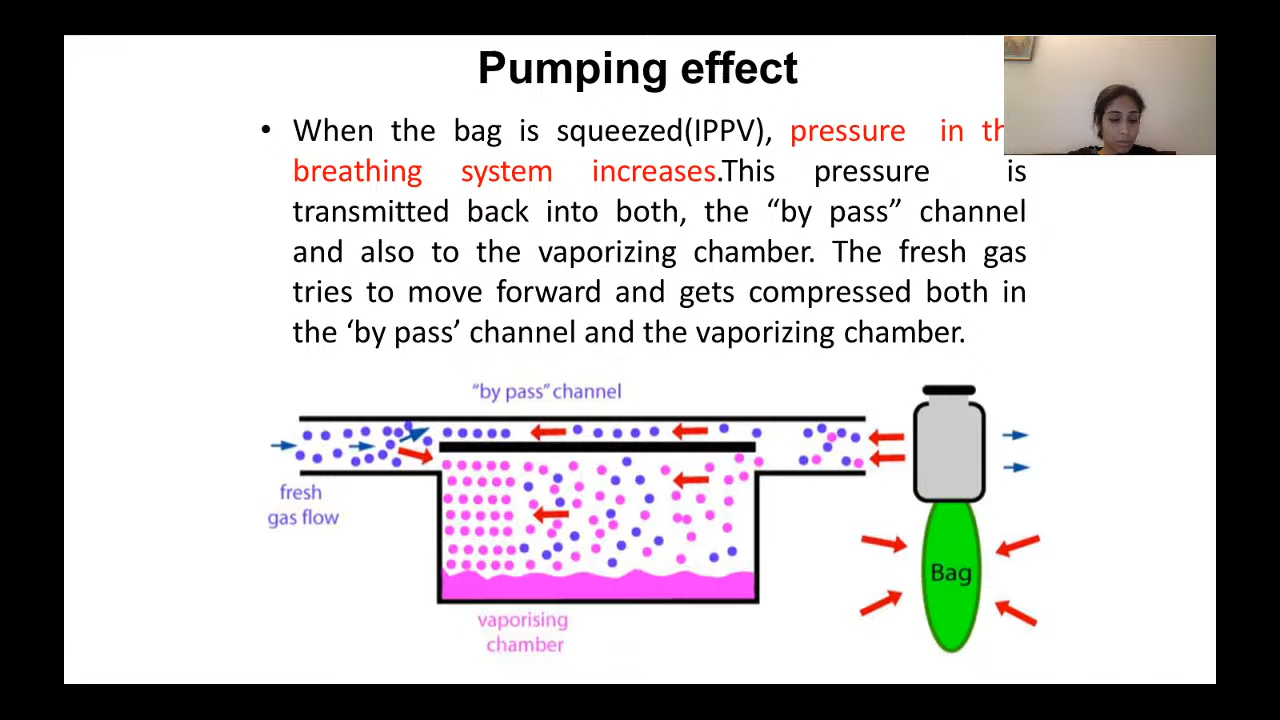 Pumping effect
• When the bag is squeezed(IPPV), pressure in
breathing system increases.This pressure is
transmitted back into both, the “by pass” channel
and also to the vaporizing chamber. The fresh gas
tries to move forward and gets compressed both in
the ‘by pass’ channel and the vaporizing chamber.
“by pass” channel
fresh
gas flow
Bag
vaporising
chamber